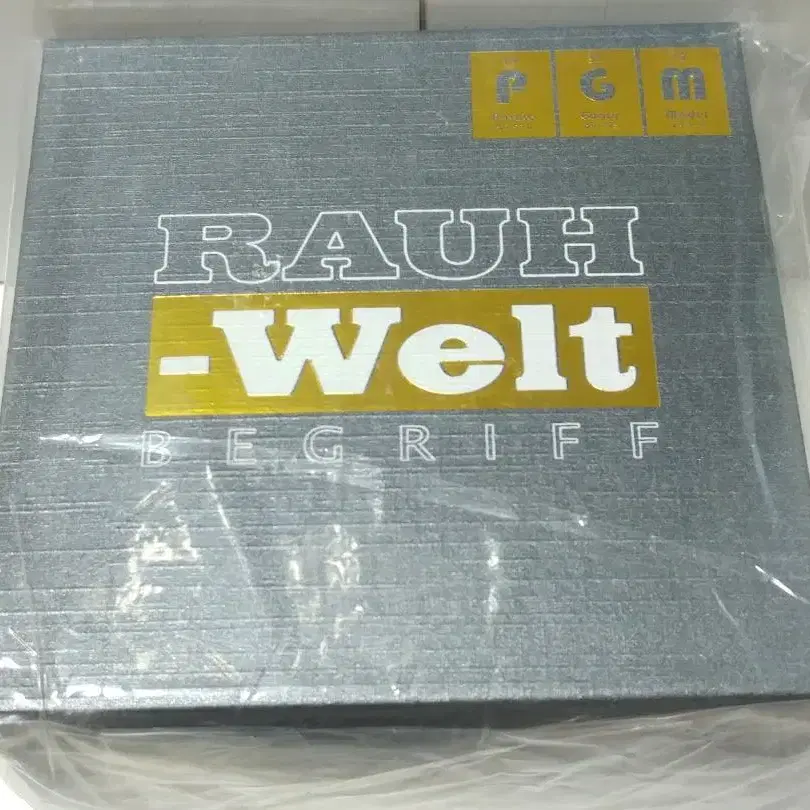 P G M
RAUH
-Welt
BEGRIFF